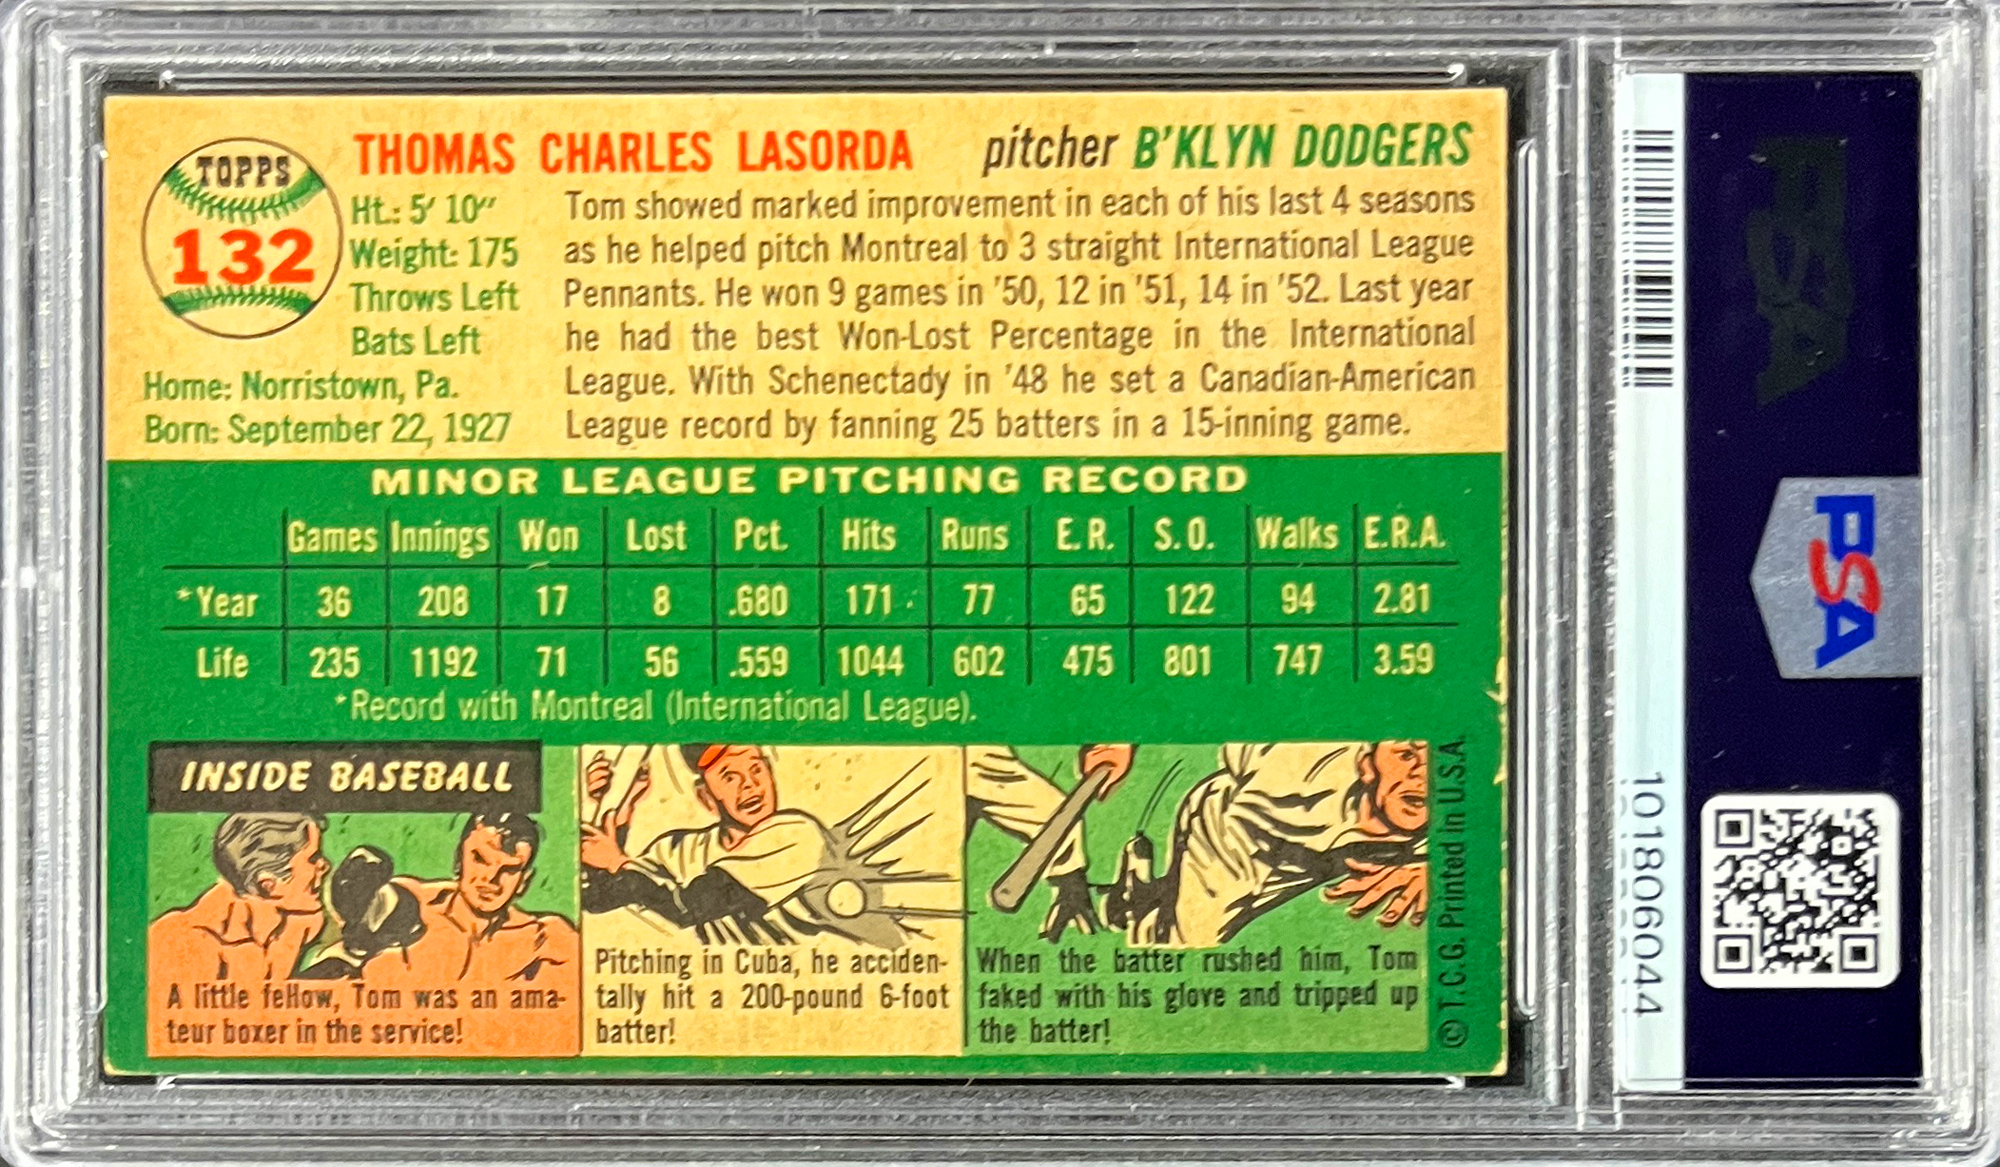 TOPPS
132
THOMAS CHARLES LASORDA pitcher B'KLYN DODGERS
Ht.: 5' 10"
Weight: 175
Throws Left
Bats Left
Home: Norristown, Pa.
Born: September 22, 1927
Tom showed marked improvement in each of his last 4 seasons
as he helped pitch Montreal to 3 straight International League
Pennants. He won 9 games in '50, 12 in '51, 14 in '52. Last year
he had the best Won-Lost Percentage in the International
League. With Schenectady in '48 he set a Canadian-American
League record by fanning 25 batters in a 15-inning game.
MINOR LEAGUE PITCHING RECORD
Games Innings Won Lost Pct. Hits Runs E.R. S.O. Walks E.R.A.
*Year 36 208 17 8 .680 171 77 65 122 94 2.81
Life 235 1192 71 56 .559 1044 602 475 801 747 3.59
*Record with Montreal (International League).
INSIDE BASEBALL
A little fellow, Tom was an ama-
teur boxer in the service!
Pitching in Cuba, he acciden-
tally hit a 200-pound 6-foot
batter!
When the batter rushed him, Tom
faked with his glove and tripped up
the batter!
© T.C.G. Printed in U.S.A.
101806044
PSA
PSA